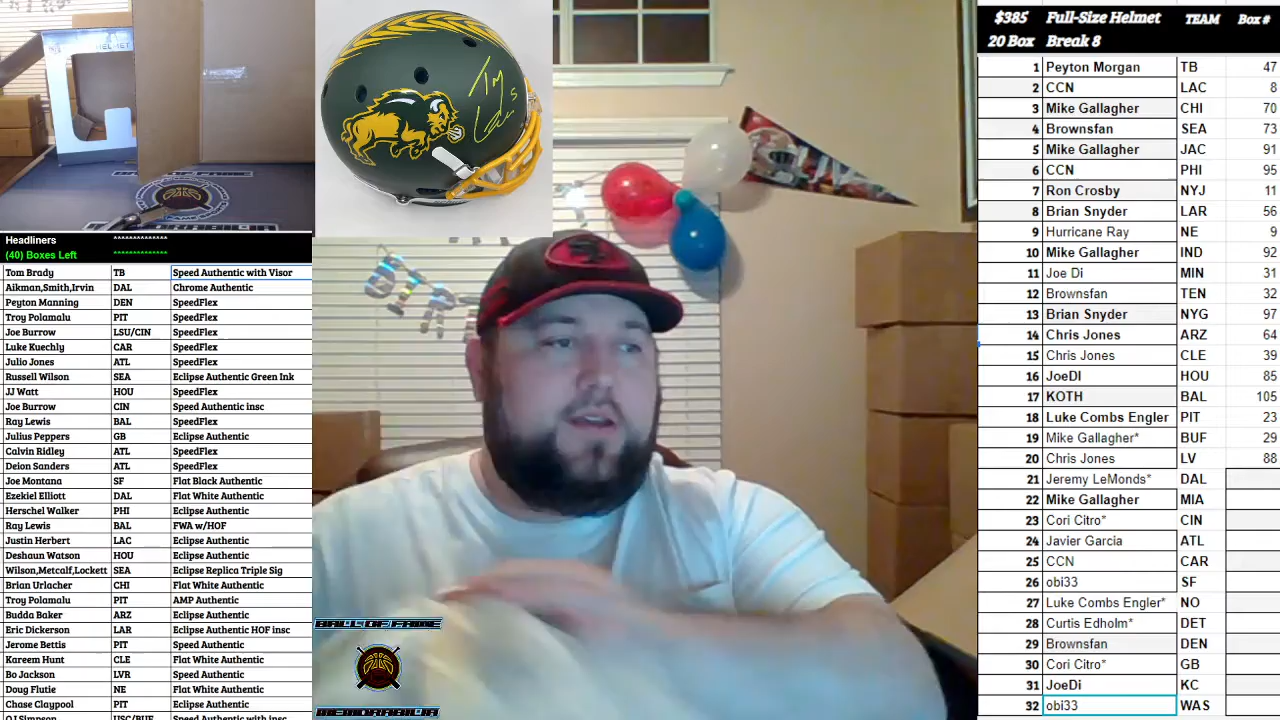 HELMET
Headliners **************
(40) Boxes Left **************
Tom Brady TB Speed Authentic with Visor
Aikman,Smith,Irvin DAL Chrome Authentic
Peyton Manning DEN SpeedFlex
Troy Polamalu PIT SpeedFlex
Joe Burrow LSU/CIN SpeedFlex
Luke Kuechly CAR SpeedFlex
Julio Jones ATL SpeedFlex
Russell Wilson SEA Eclipse Authentic Green Ink
JJ Watt HOU SpeedFlex
Joe Burrow CIN Speed Authentic insc
Ray Lewis BAL SpeedFlex
Julius Peppers GB Eclipse Authentic
Calvin Ridley ATL SpeedFlex
Deion Sanders ATL SpeedFlex
Joe Montana SF Flat Black Authentic
Ezekiel Elliott DAL Flat White Authentic
Herschel Walker PHI Eclipse Authentic
Ray Lewis BAL FWA w/HOF
Justin Herbert LAC Eclipse Authentic
Deshaun Watson HOU Eclipse Authentic
Wilson,Metcalf,Lockett SEA Eclipse Replica Triple Sig
Brian Urlacher CHI Flat White Authentic
Troy Polamalu PIT AMP Authentic
Budda Baker ARZ Eclipse Authentic
Eric Dickerson LAR Eclipse Authentic HOF insc
Jerome Bettis PIT Speed Authentic
Kareem Hunt CLE Flat White Authentic
Bo Jackson LVR Speed Authentic
Doug Flutie NE Flat White Authentic
Chase Claypool PIT Eclipse Authentic
OJ Simpson USC/BUF Speed Authentic with insc
BALLS OF FAME
MEMORABILIA
$385 Full-Size Helmet TEAM Box #
20 Box Break 8
1 Peyton Morgan TB 47
2 CCN LAC 8
3 Mike Gallagher CHI 70
4 Brownsfan SEA 73
5 Mike Gallagher JAC 91
6 CCN PHI 95
7 Ron Crosby NYJ 11
8 Brian Snyder LAR 56
9 Hurricane Ray NE 9
10 Mike Gallagher IND 92
11 Joe Di MIN 31
12 Brownsfan TEN 32
13 Brian Snyder NYG 97
14 Chris Jones ARZ 64
15 Chris Jones CLE 39
16 JoeDI HOU 85
17 KOTH BAL 105
18 Luke Combs Engler PIT 23
19 Mike Gallagher* BUF 29
20 Chris Jones LV 88
21 Jeremy LeMonds* DAL
22 Mike Gallagher MIA
23 Cori Citro* CIN
24 Javier Garcia ATL
25 CCN CAR
26 obi33 SF
27 Luke Combs Engler* NO
28 Curtis Edholm* DET
29 Brownsfan DEN
30 Cori Citro* GB
31 JoeDi KC
32 obi33 WAS